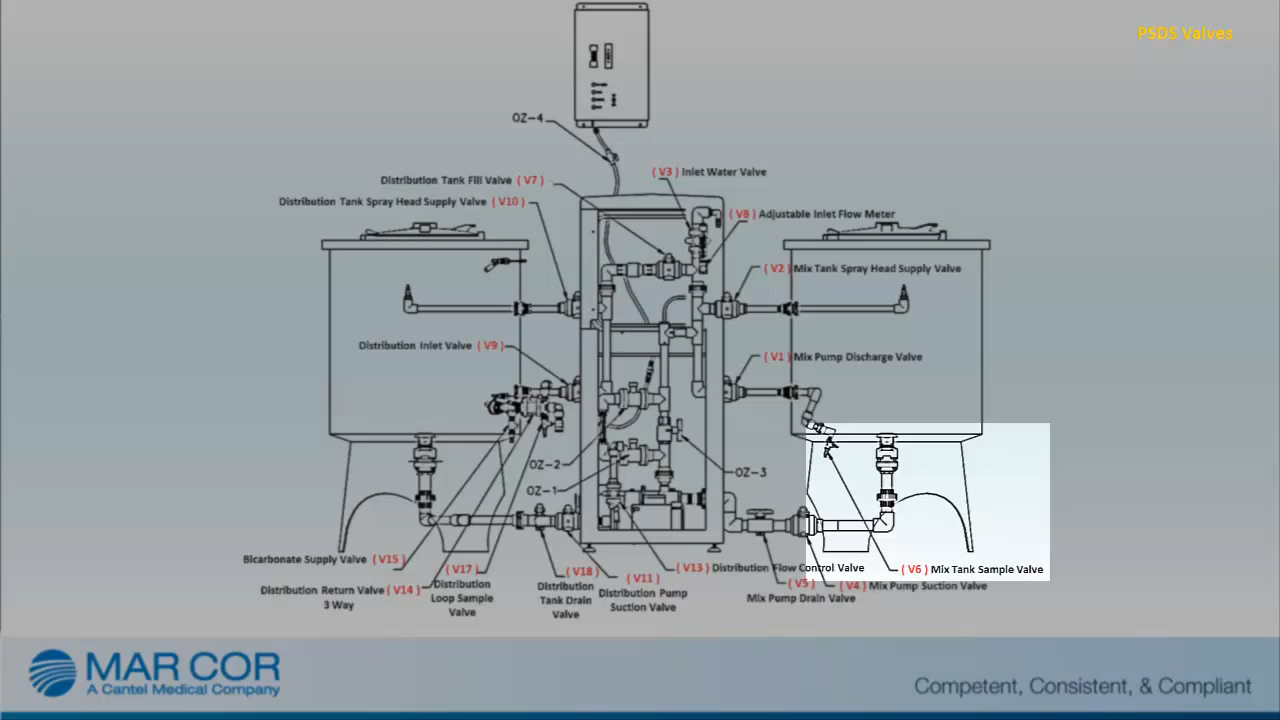 PSDS Valves
OZ-4
( V3 ) Inlet Water Valve
Distribution Tank Fill Valve ( V7 )
Distribution Tank Spray Head Supply Valve ( V10 )
( V8 ) Adjustable Inlet Flow Meter
( V2 ) Mix Tank Spray Head Supply Valve
Distribution Inlet Valve ( V9 )
( V1 ) Mix Pump Discharge Valve
OZ-2
OZ-3
OZ-1
Bicarbonate Supply Valve ( V15 )
( V17 )
Distribution
Loop Sample
Valve
Distribution Return Valve ( V14 )
3 Way
( V18 )
Distribution
Tank Drain
Valve
( V11 )
Distribution Pump
Suction Valve
( V13 ) Distribution Flow Control Valve
( V6 ) Mix Tank Sample Valve
( V5 )
Mix Pump Drain Valve
( V4 ) Mix Pump Suction Valve
MAR COR
A Cantel Medical Company
Competent, Consistent, & Compliant